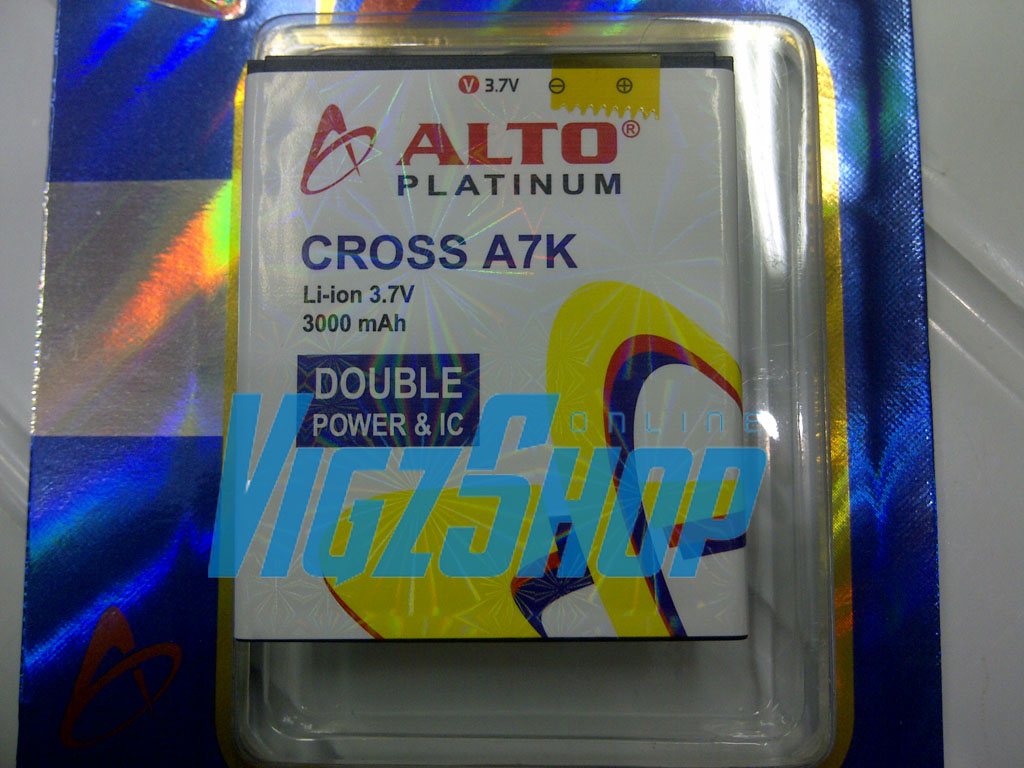 V 3.7V ⊖ ⊕
ALTO®
PLATINUM
CROSS A7K
Li-ion 3.7V
3000 mAh
DOUBLE
POWER & IC
VIGZSHOP ONLINE